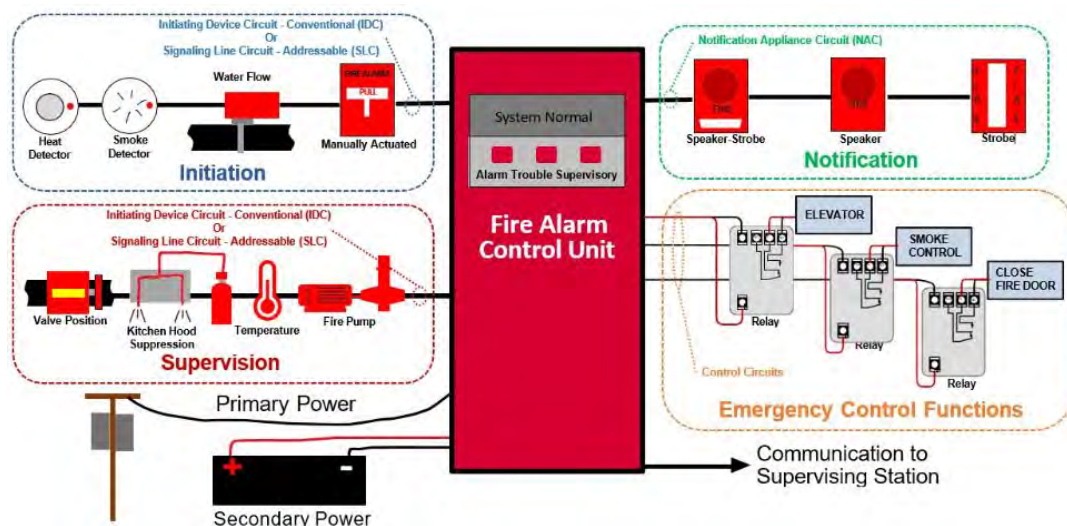 Initiating Device Circuit - Conventional (IDC)
Or
Signaling Line Circuit - Addressable (SLC)
Water Flow
FIRE ALARM
PULL
Heat
Detector
Smoke
Detector
Manually Actuated
Initiation
Initiating Device Circuit - Conventional (IDC)
Or
Signaling Line Circuit - Addressable (SLC)
Valve Position
Kitchen Hood
Suppression
Temperature
Fire Pump
Supervision
Primary Power
+
-
Secondary Power
System Normal
Alarm Trouble Supervisory
Fire Alarm
Control Unit
Notification Appliance Circuit (NAC)
Speaker-Strobe
Speaker
Strobe
Notification
ELEVATOR
SMOKE
CONTROL
CLOSE
FIRE DOOR
Relay
Relay
Relay
Control Circuits
Emergency Control Functions
Communication to
Supervising Station